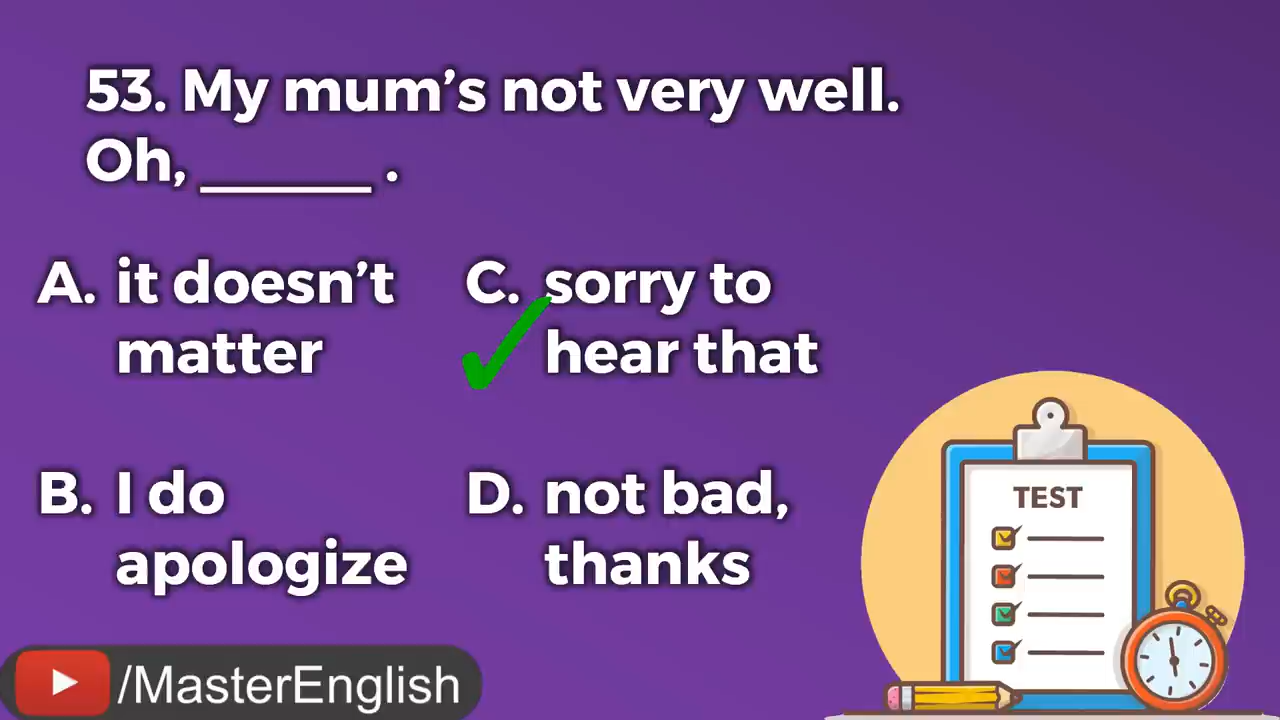 53. My mum’s not very well.
Oh, ______ .
A. it doesn’t
matter
B. I do
apologize
C. sorry to
hear that
D. not bad,
thanks
TEST
/MasterEnglish